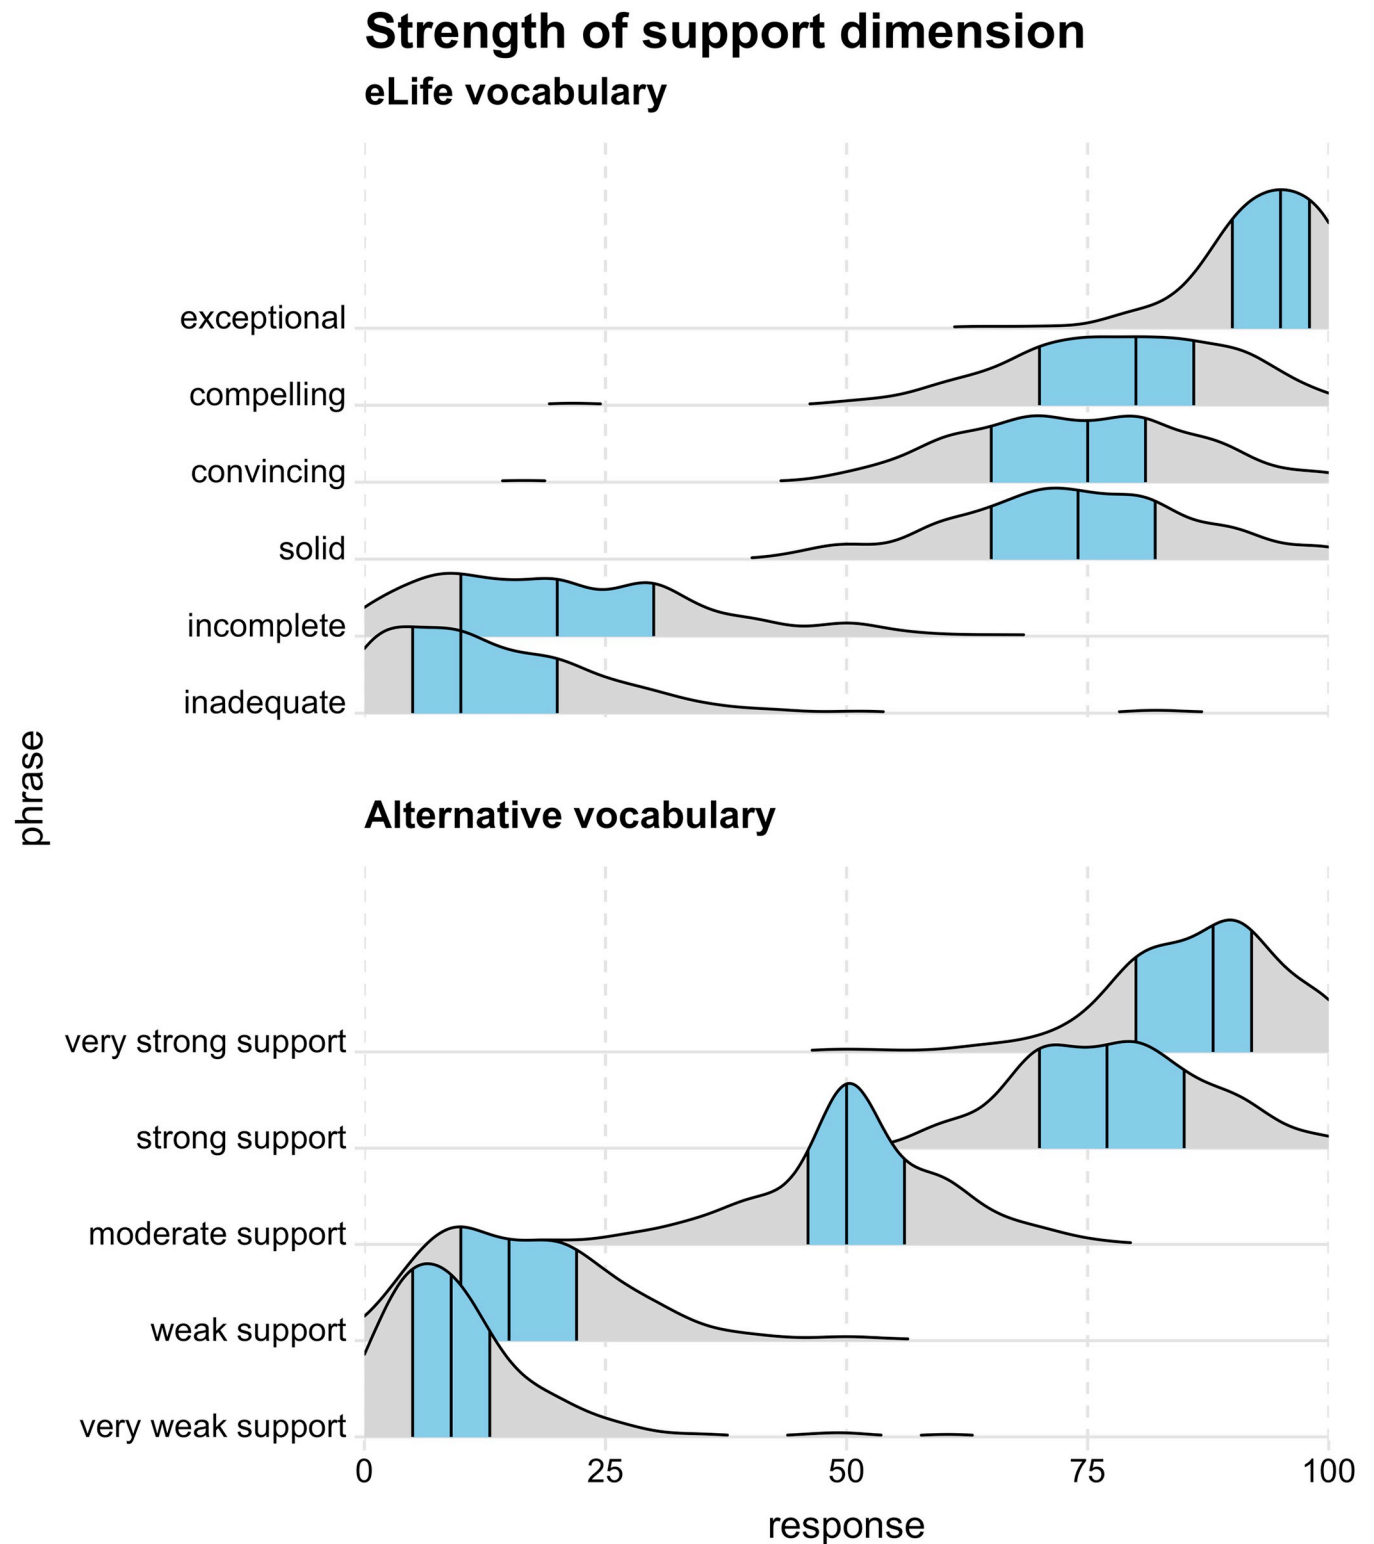 Strength of support dimension
eLife vocabulary
exceptional
compelling
convincing
solid
incomplete
inadequate
phrase
Alternative vocabulary
very strong support
strong support
moderate support
weak support
very weak support
0 25 50 75 100
response